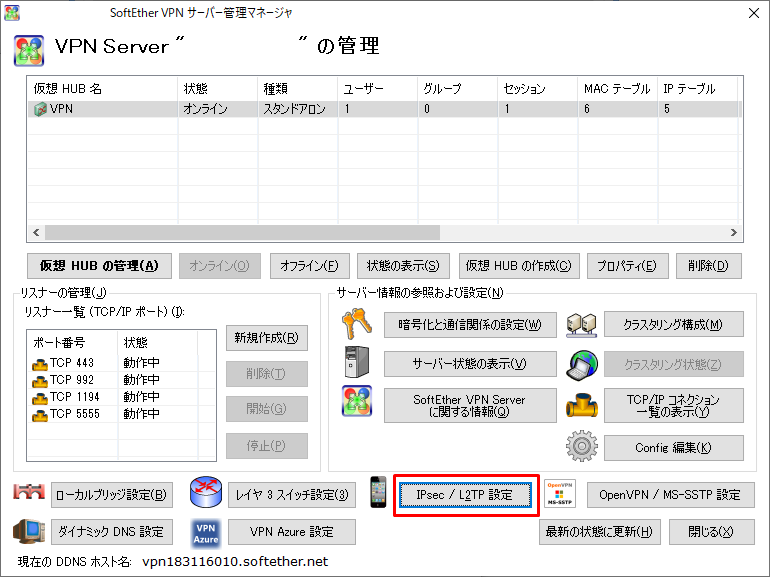 SoftEther VPN サーバー管理マネージャ
VPN Server " " の管理
仮想 HUB 名 状態 種類 ユーザー グループ セッション MAC テーブル IP テーブル
VPN オンライン スタンドアロン 1 0 1 6 5
仮想 HUB の管理(A) オンライン(O) オフライン(F) 状態の表示(S) 仮想 HUB の作成(C) プロパティ(E) 削除(D)
リスナーの管理(J)
リスナー一覧 (TCP/IP ポート) (I):
ポート番号 状態
TCP 443 動作中
TCP 992 動作中
TCP 1194 動作中
TCP 5555 動作中
新規作成(R)
削除(T)
開始(G)
停止(P)
サーバー情報の参照および設定(N)
暗号化と通信関係の設定(W)
クラスタリング構成(M)
サーバー状態の表示(V)
クラスタリング状態(Z)
SoftEther VPN Server
に関する情報(Q)
TCP/IP コネクション
一覧の表示(Y)
Config 編集(K)
ローカルブリッジ設定(B)
レイヤ 3 スイッチ設定(3)
IPsec / L2TP 設定
OpenVPN
MS-SSTP
OpenVPN / MS-SSTP 設定
ダイナミック DNS 設定
VPN
Azure
VPN Azure 設定
最新の状態に更新(H)
閉じる(X)
現在の DDNS ホスト名: vpn183116010.softether.net